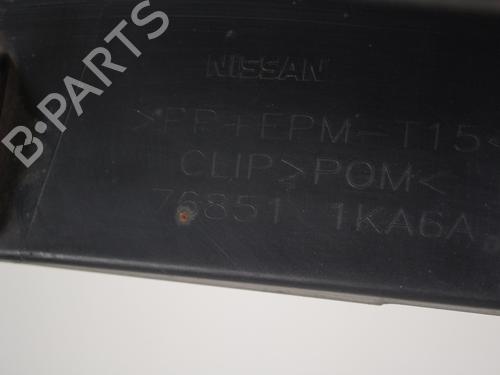 NISSAN
>PP+EPM-T15<
CLIP>POM<
76851 1KA6A
B-PARTS